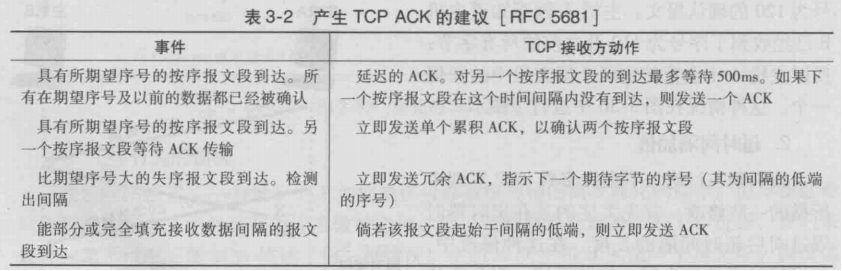 表 3-2 产生 TCP ACK 的建议 [RFC 5681]
事件 TCP 接收方动作
具有所期望序号的按序报文段到达。所 延迟的 ACK。对另一个按序报文段的到达最多等待 500ms。如果下
有在期望序号及以前的数据都已经被确认 一个按序报文段在这个时间间隔内没有到达，则发送一个 ACK
具有所期望序号的按序报文段到达。另 立即发送单个累积 ACK，以确认两个按序报文段
一个按序报文段等待 ACK 传输
比期望序号大的失序报文段到达。检测 立即发送冗余 ACK，指示下一个期待字节的序号（其为间隔的低端
出间隔 的序号）
能部分或完全填充接收数据间隔的报文 倘若该报文段起始于间隔的低端，则立即发送 ACK
段到达